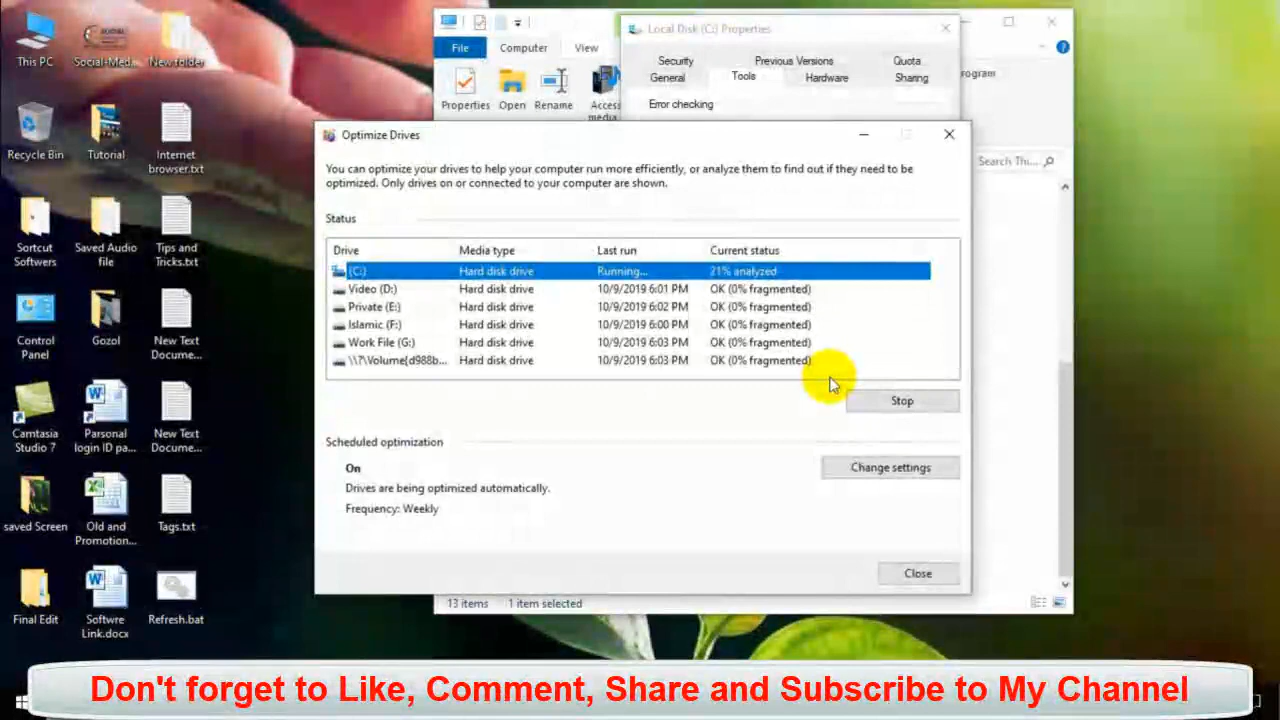 This PC
Social-Med...
New folder
Recycle Bin
Tutorial
Internet
browser.txt
Sortcut
Softwers
Saved Audio
file
Tips and
Tricks.txt
Control
Panel
Gozol
New Text
Docume...
Camtasia
Studio 7
Parsonal
login ID pa...
New Text
Docume...
saved Screen
Old and
Promotion...
Tags.txt
Final Edit
Softwre
Link.docx
Refresh.bat
File
Computer
View
Properties
Open
Rename
Access
media
rogram
Search Thi...
Local Disk (C:) Properties
Security
Previous Versions
Quota
General
Tools
Hardware
Sharing
Error checking
Optimize Drives
You can optimize your drives to help your computer run more efficiently, or analyze them to find out if they need to be
optimized. Only drives on or connected to your computer are shown.
Status
Drive Media type Last run Current status
(C:) Hard disk drive Running... 21% analyzed
Video (D:) Hard disk drive 10/9/2019 6:01 PM OK (0% fragmented)
Private (E:) Hard disk drive 10/9/2019 6:02 PM OK (0% fragmented)
Islamic (F:) Hard disk drive 10/9/2019 6:00 PM OK (0% fragmented)
Work File (G:) Hard disk drive 10/9/2019 6:03 PM OK (0% fragmented)
\\?\Volume{d988b... Hard disk drive 10/9/2019 6:03 PM OK (0% fragmented)
Stop
Scheduled optimization
On
Change settings
Drives are being optimized automatically.
Frequency: Weekly
Close
13 items 1 item selected
Don't forget to Like, Comment, Share and Subscribe to My Channel